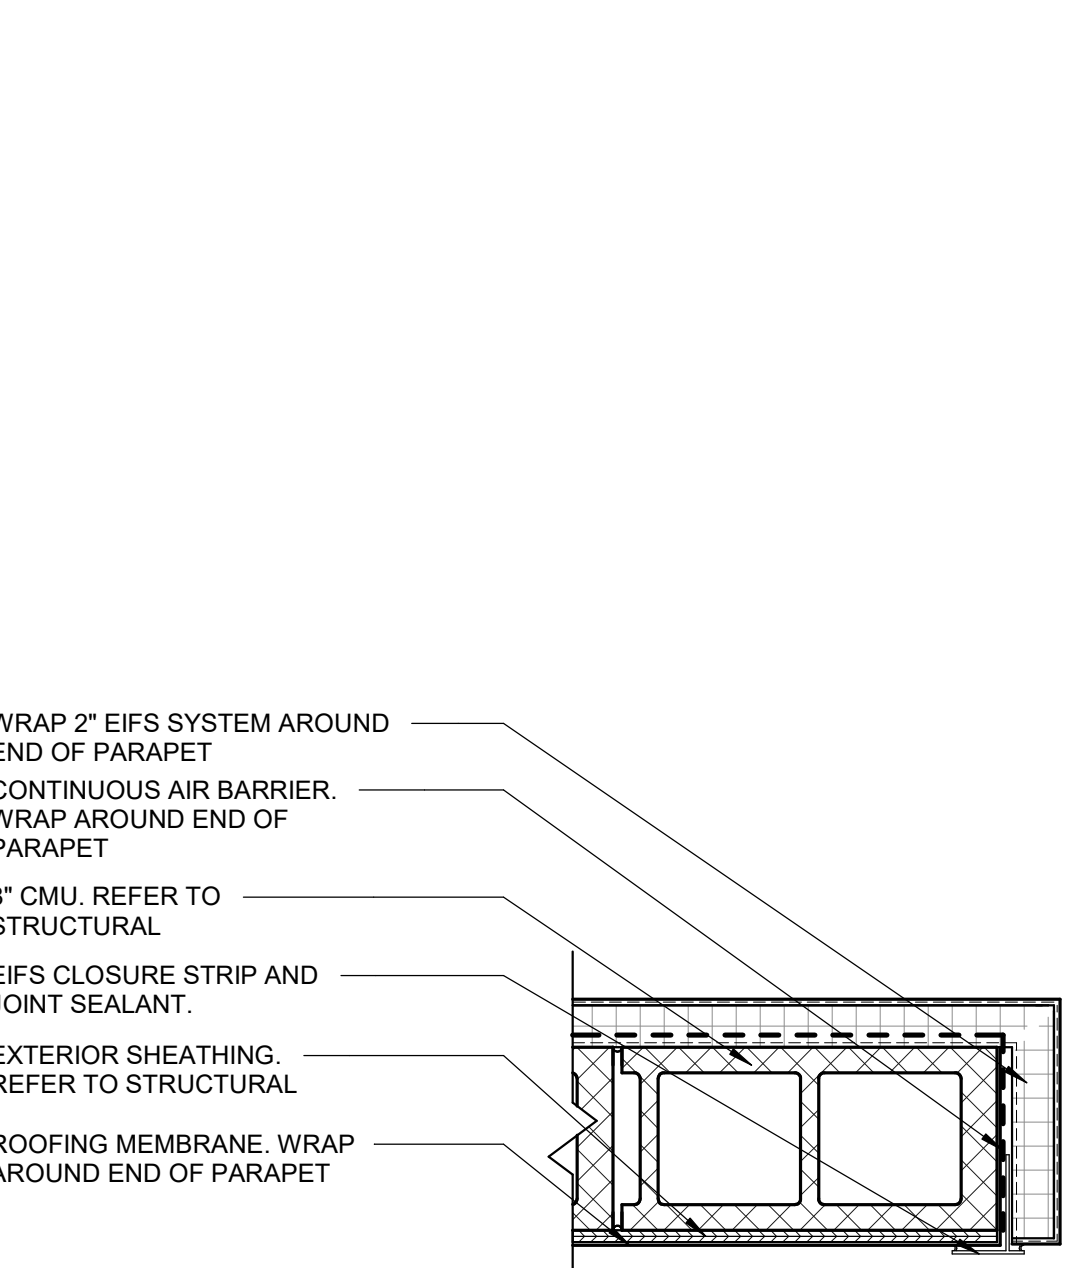 WRAP 2" EIFS SYSTEM AROUND
END OF PARAPET
CONTINUOUS AIR BARRIER.
WRAP AROUND END OF
PARAPET
8" CMU. REFER TO
STRUCTURAL
EIFS CLOSURE STRIP AND
JOINT SEALANT.
EXTERIOR SHEATHING.
REFER TO STRUCTURAL
ROOFING MEMBRANE. WRAP
AROUND END OF PARAPET